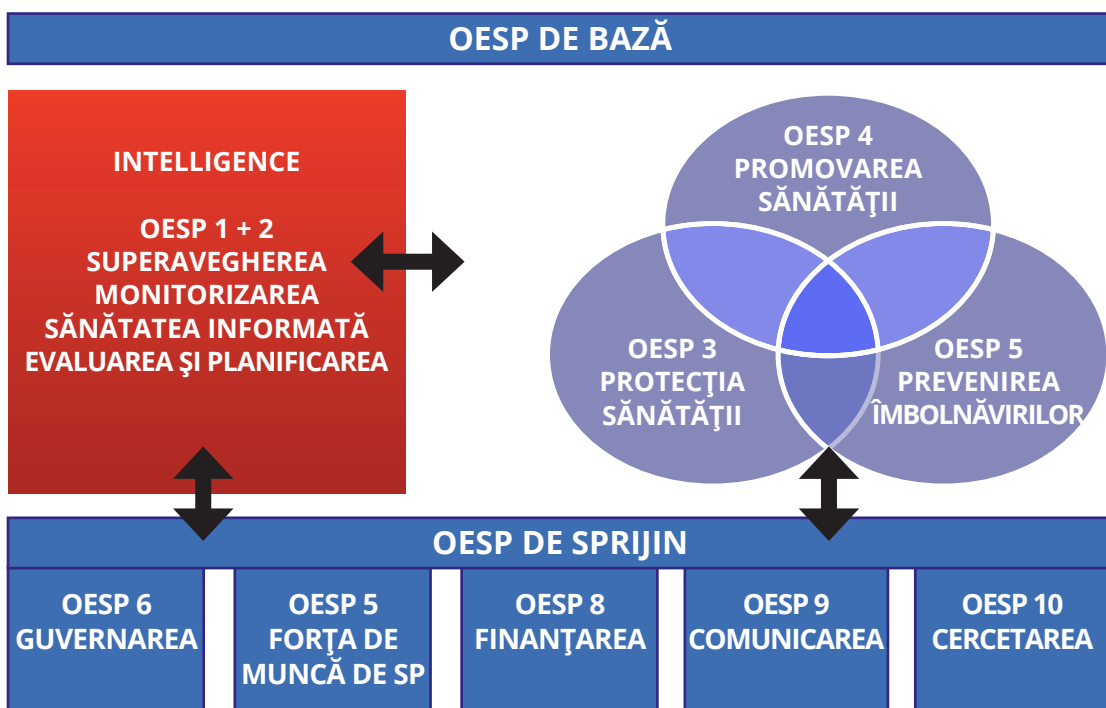 OESP DE BAZĂ
INTELLIGENCE
OESP 1 + 2
SUPERAVEGHEREA
MONITORIZAREA
SĂNĂTATEA INFORMATĂ
EVALUAREA ŞI PLANIFICAREA
OESP 4
PROMOVAREA
SĂNĂTĂŢII
OESP 3
PROTECŢIA
SĂNĂTĂŢII
OESP 5
PREVENIREA
ÎMBOLNĂVIRILOR
OESP DE SPRIJIN
OESP 6
GUVERNAREA
OESP 5
FORŢA DE
MUNCĂ DE SP
OESP 8
FINANŢAREA
OESP 9
COMUNICAREA
OESP 10
CERCETAREA